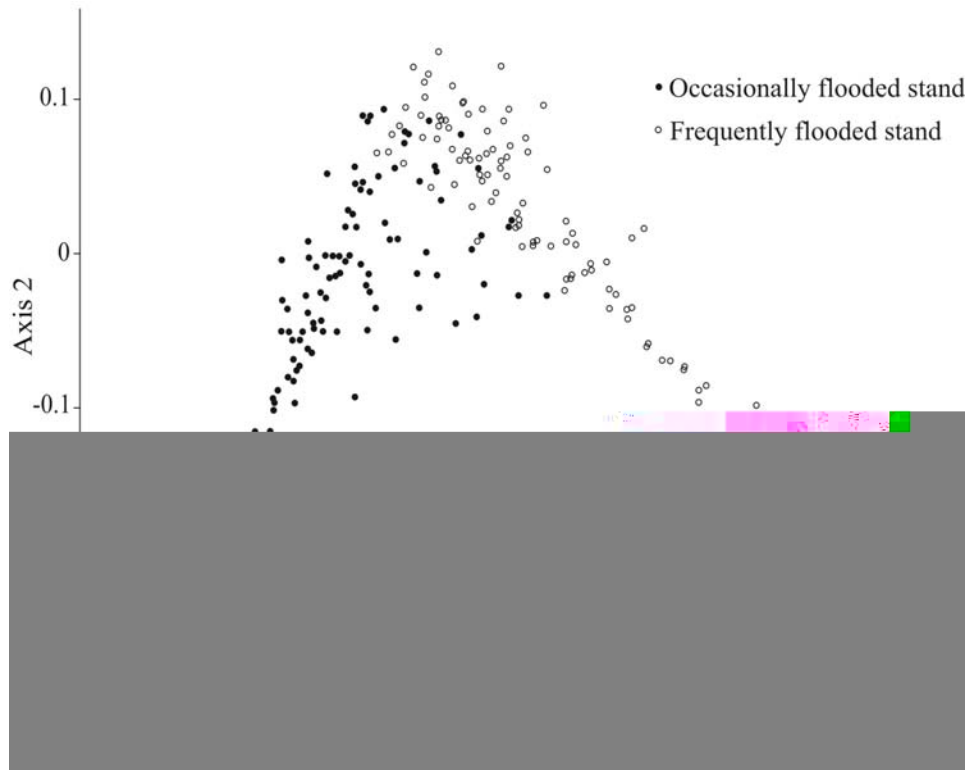 0.1
• Occasionally flooded stand
○ Frequently flooded stand
0
Axis 2
-0.1